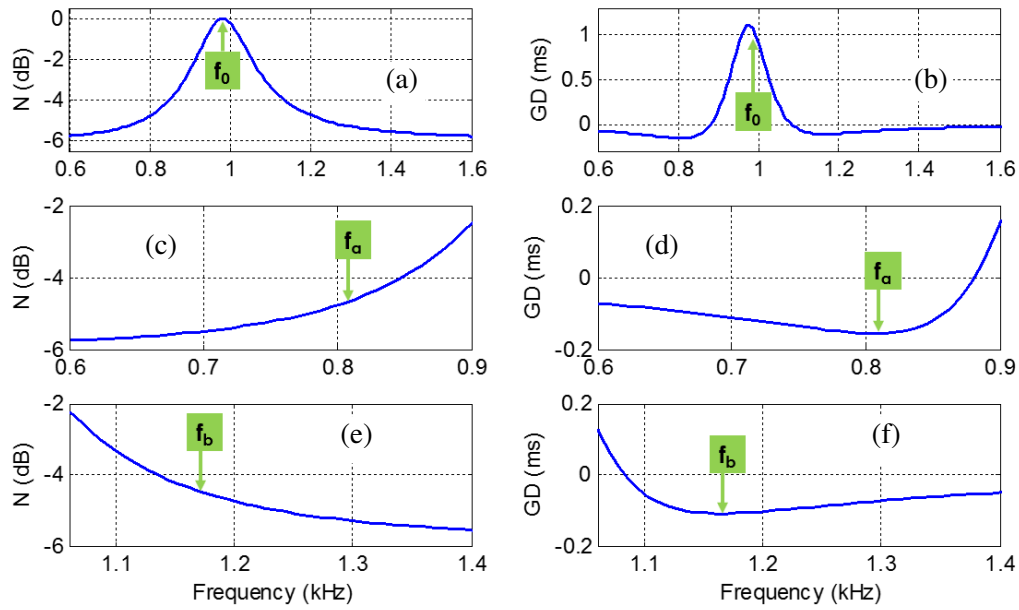 N (dB)
0
-2
-4
-6
f0
(a)
0.6 0.8 1 1.2 1.4 1.6
GD (ms)
1
0.5
0
f0
(b)
0.6 0.8 1 1.2 1.4 1.6
N (dB)
-2
-4
-6
(c)
fa
0.6 0.7 0.8 0.9
GD (ms)
0.2
0
-0.2
(d)
fa
0.6 0.7 0.8 0.9
N (dB)
-2
-4
-6
fb
(e)
1.1 1.2 1.3 1.4
Frequency (kHz)
GD (ms)
0.2
0
-0.2
fb
(f)
1.1 1.2 1.3 1.4
Frequency (kHz)